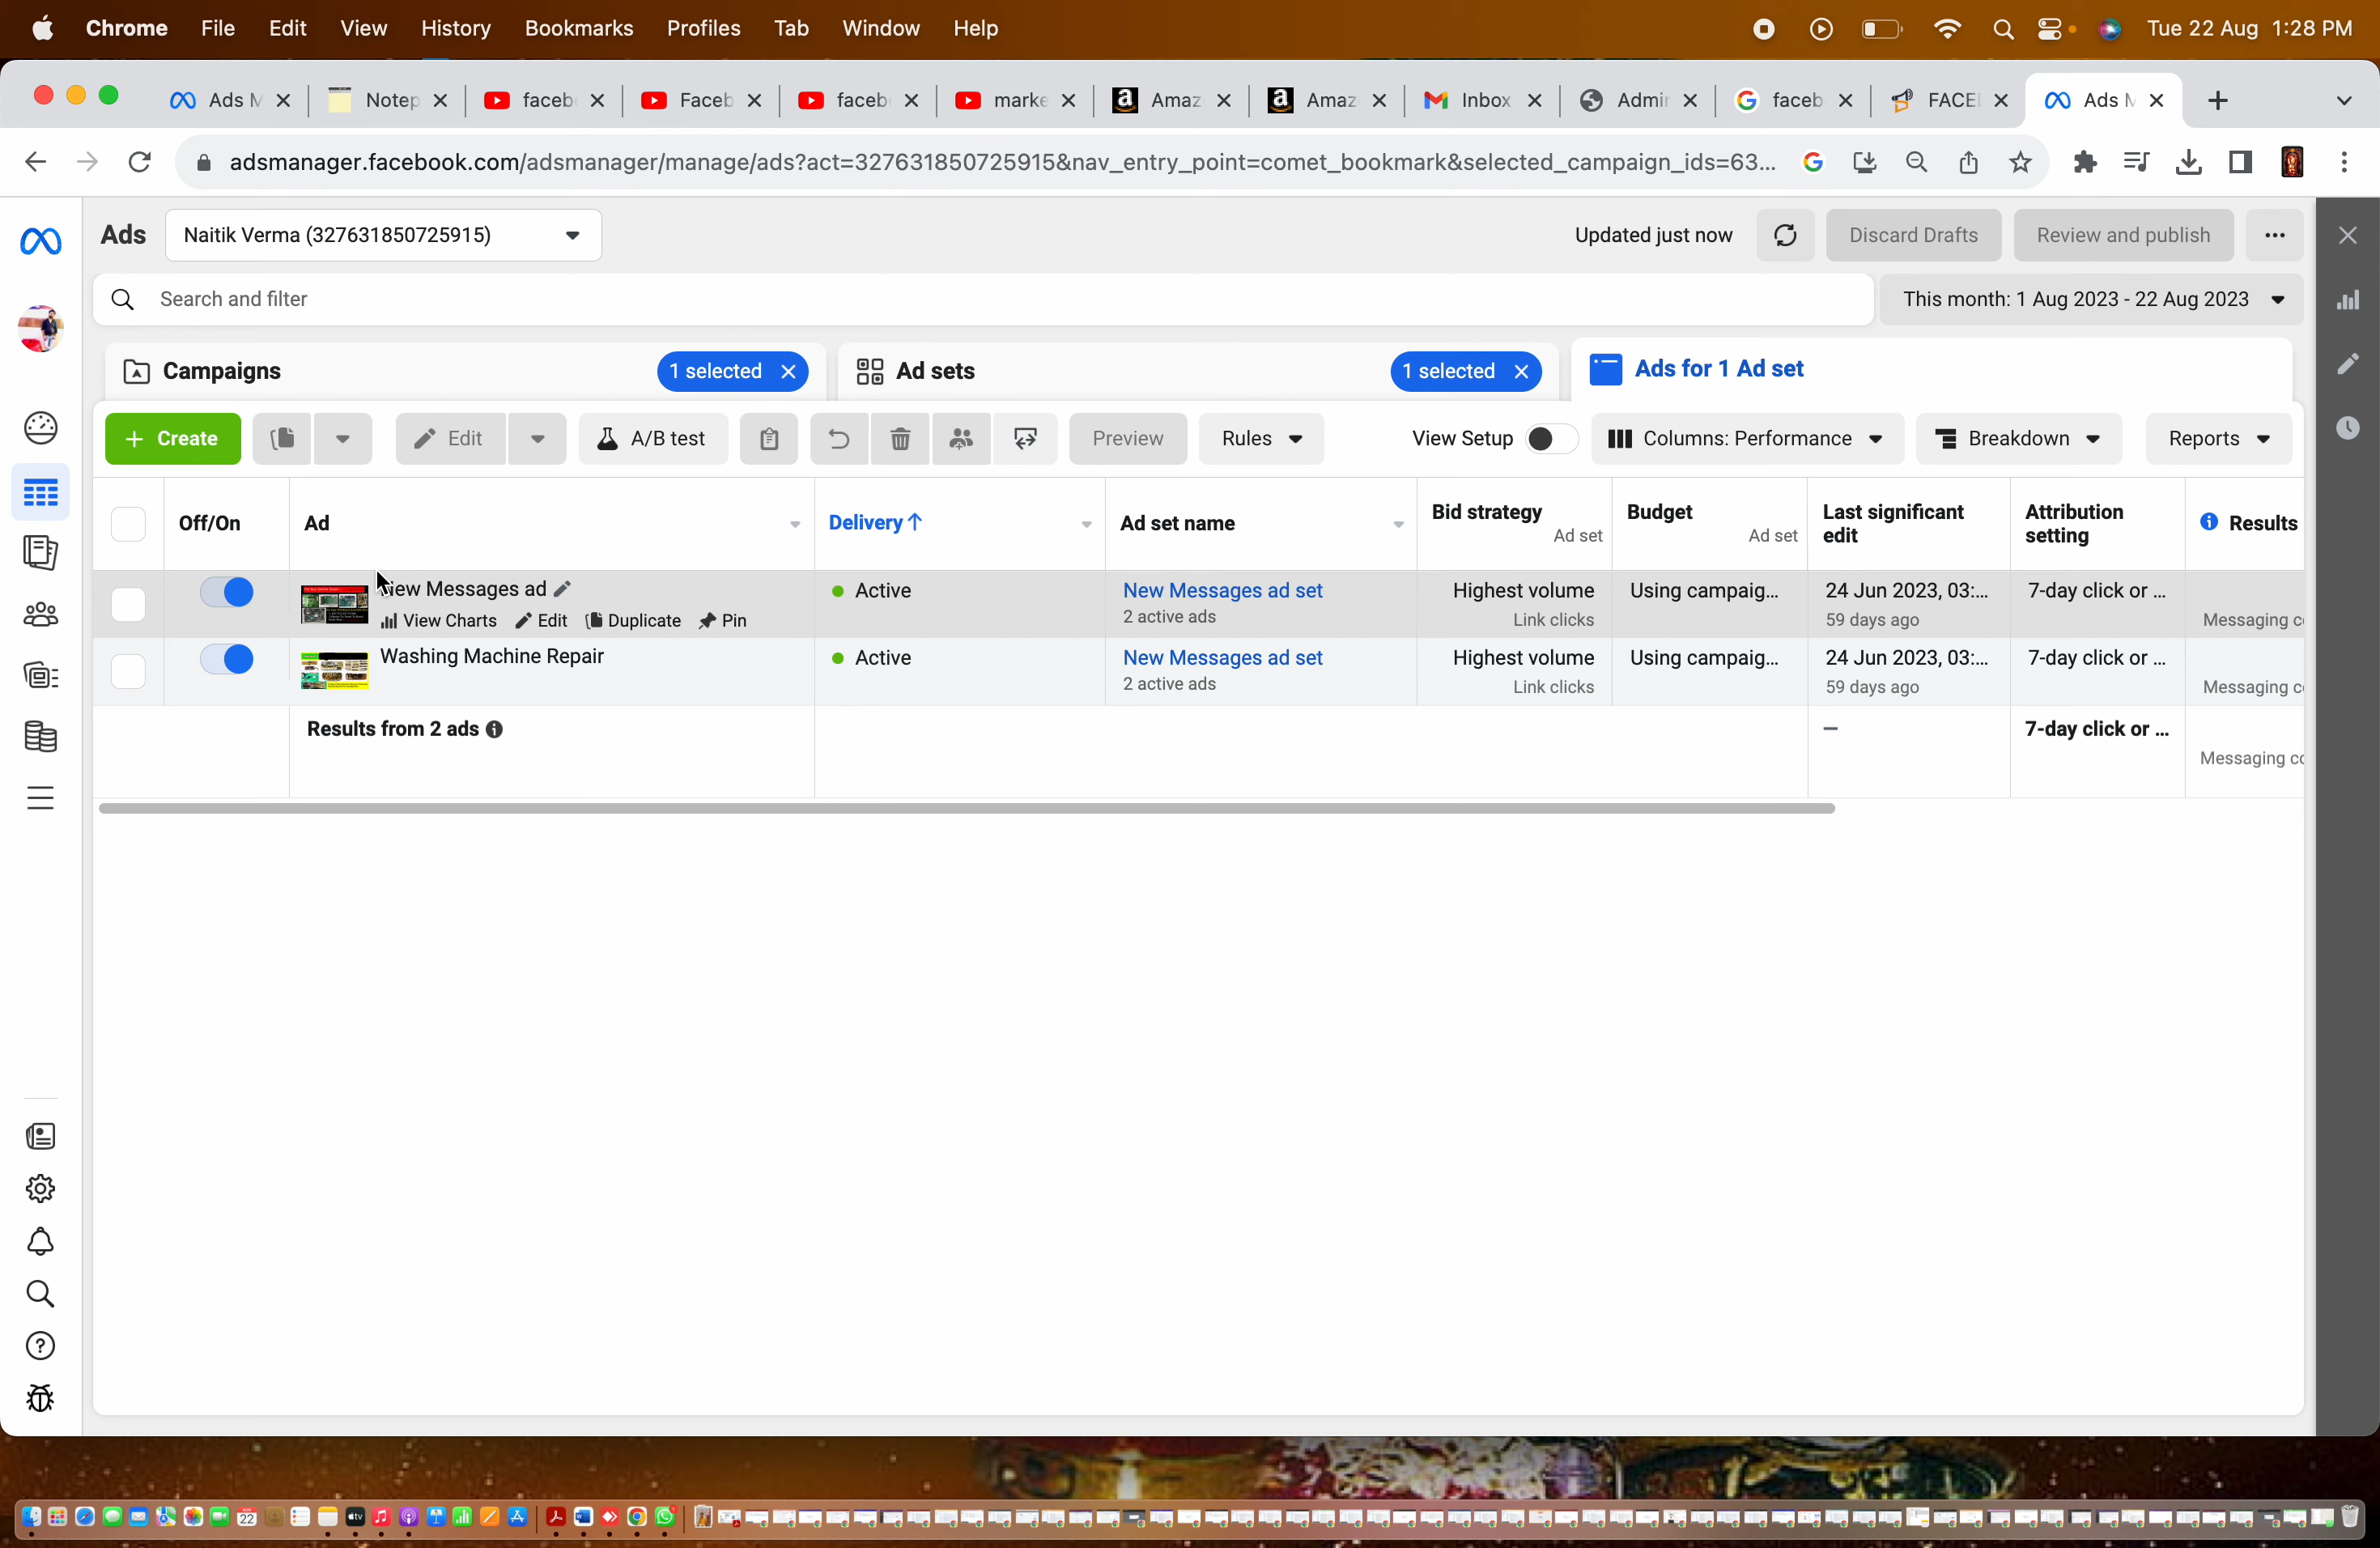 Chrome File Edit View History Bookmarks Profiles Tab Window Help Tue 22 Aug 1:28 PM
Ads M Notep faceb Faceb faceb marke Amaz Amaz Inbox Admin faceb FACE Ads M
adsmanager.facebook.com/adsmanager/manage/ads?act=327631850725915&nav_entry_point=comet_bookmark&selected_campaign_ids=63...
Ads Naitik Verma (327631850725915) Updated just now Discard Drafts Review and publish
Search and filter This month: 1 Aug 2023 - 22 Aug 2023
Campaigns 1 selected Ad sets 1 selected Ads for 1 Ad set
+ Create Edit A/B test Preview Rules View Setup Columns: Performance Breakdown Reports
Off/On Ad Delivery↑ Ad set name Bid strategy Ad set Budget Ad set Last significant edit Attribution setting Results
New Messages ad Active New Messages ad set Highest volume Using campaig... 24 Jun 2023, 03:... 7-day click or ...
View Charts Edit Duplicate Pin 2 active ads Link clicks 59 days ago Messaging c
Washing Machine Repair Active New Messages ad set Highest volume Using campaig... 24 Jun 2023, 03:... 7-day click or ...
2 active ads Link clicks 59 days ago Messaging c
Results from 2 ads — 7-day click or ...
Messaging c